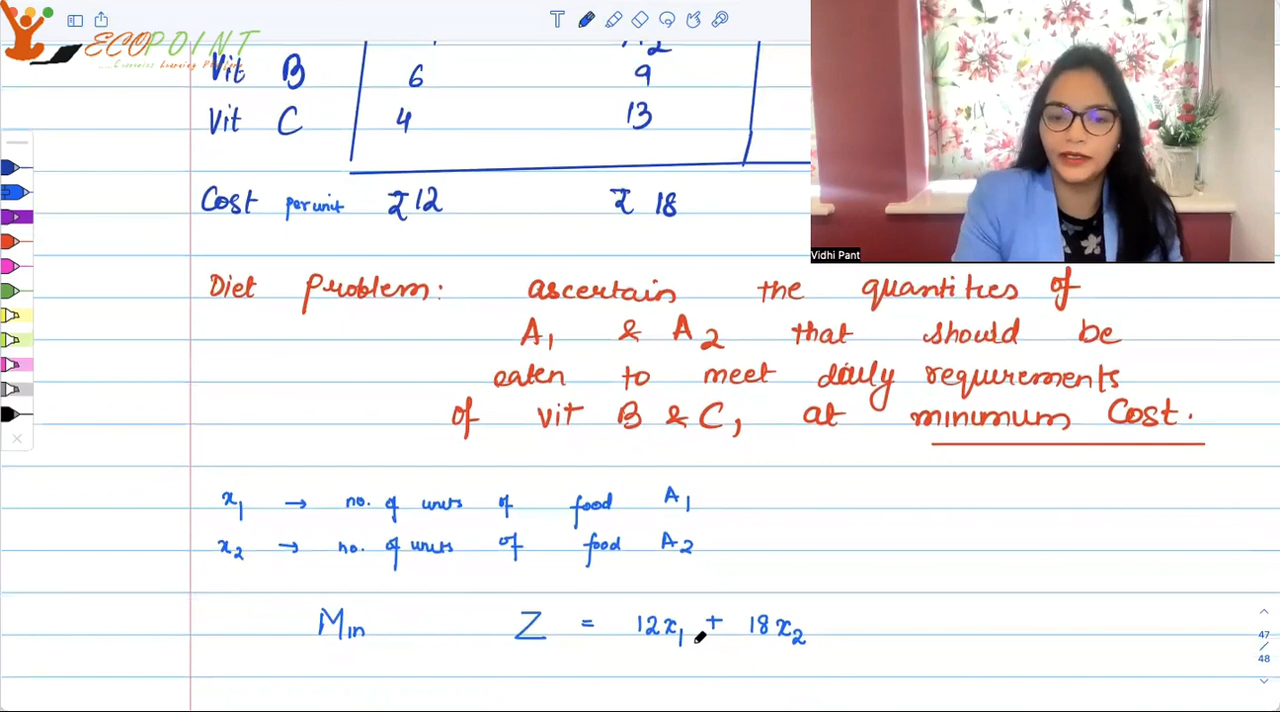 ECOPOINT
Economics Learning
Vit B 6 9
Vit C 4 13
Cost per unit ₹12 ₹ 18
Vidhi Pant
Diet Problem: ascertain the quantities of
A1 & A2 that should be
eaten to meet daily requirements
of vit B & C, at minimum Cost.
x1 → no. of units of food A1
x2 → no. of units of food A2
Min Z = 12x1 + 18x2
47
/
48